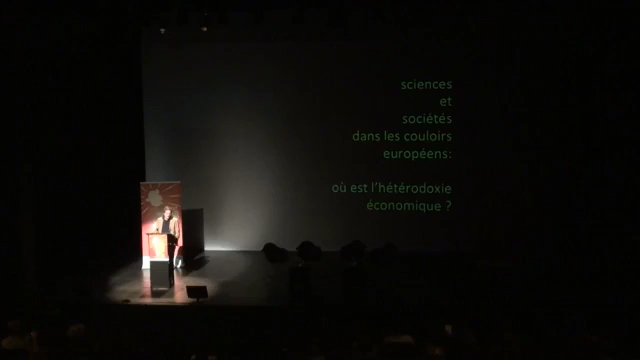 sciences
et
sociétés
dans les couloirs
européens:
où est l'hétérodoxie
économique ?